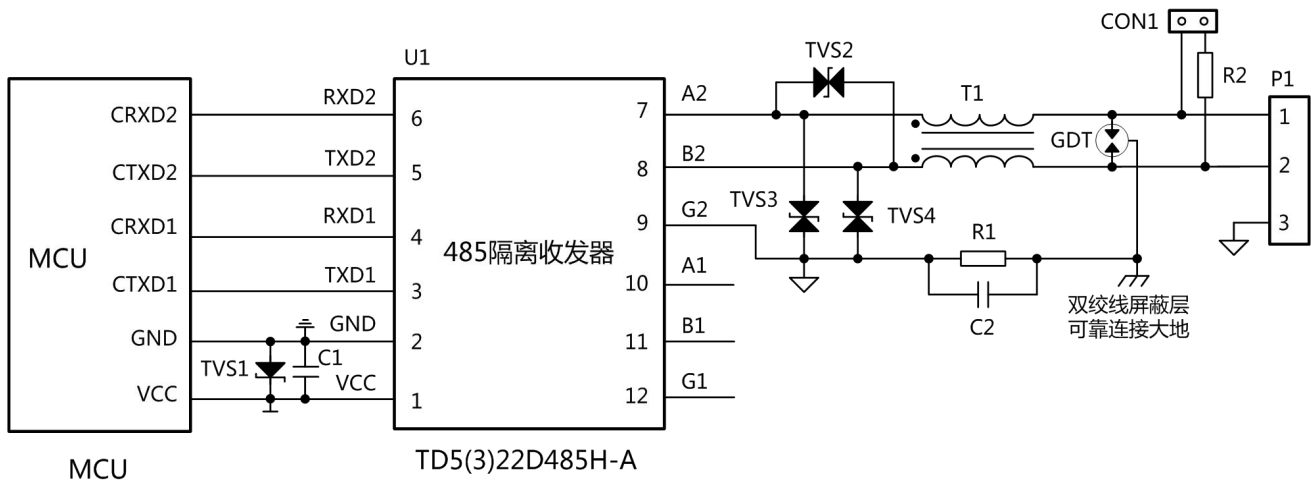 CON1
U1
TVS2
R2
P1
CRXD2
RXD2
6
7
A2
T1
1
GDT
CTXD2
TXD2
5
8
B2
2
CRXD1
RXD1
4
9
G2
TVS3
TVS4
3
MCU
485隔离收发器
R1
CTXD1
TXD1
3
10
A1
C2
双绞线屏蔽层
可靠连接大地
GND
GND
2
11
B1
TVS1
C1
VCC
VCC
1
12
G1
MCU
TD5(3)22D485H-A